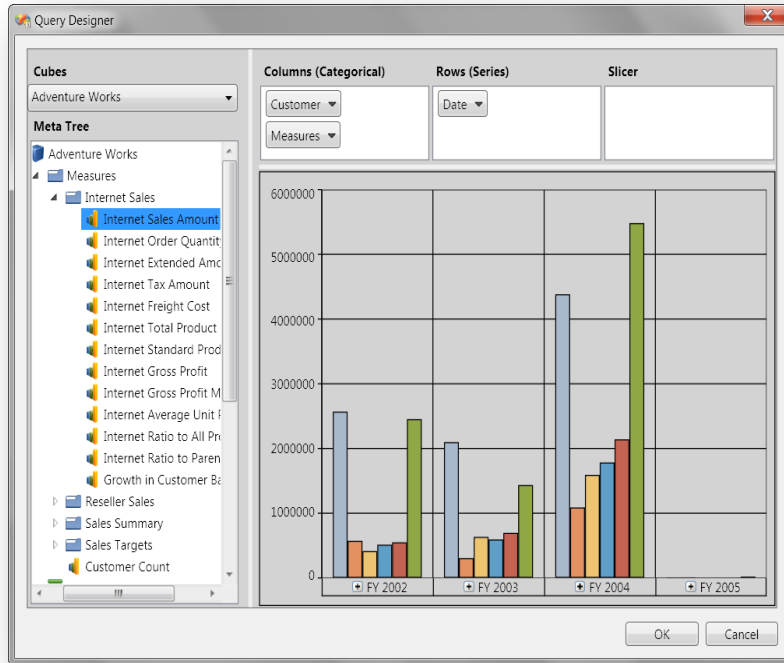 Query Designer
Cubes
Adventure Works
Meta Tree
Adventure Works
Measures
Internet Sales
Internet Sales Amount
Internet Order Quantit
Internet Extended Amo
Internet Tax Amount
Internet Freight Cost
Internet Total Product
Internet Standard Prod
Internet Gross Profit
Internet Gross Profit M
Internet Average Unit P
Internet Ratio to All Pro
Internet Ratio to Paren
Growth in Customer Ba
Reseller Sales
Sales Summary
Sales Targets
Customer Count
Columns (Categorical)
Customer
Measures
Rows (Series)
Date
Slicer
6000000
5000000
4000000
3000000
2000000
1000000
0
FY 2002 FY 2003 FY 2004 FY 2005
OK Cancel